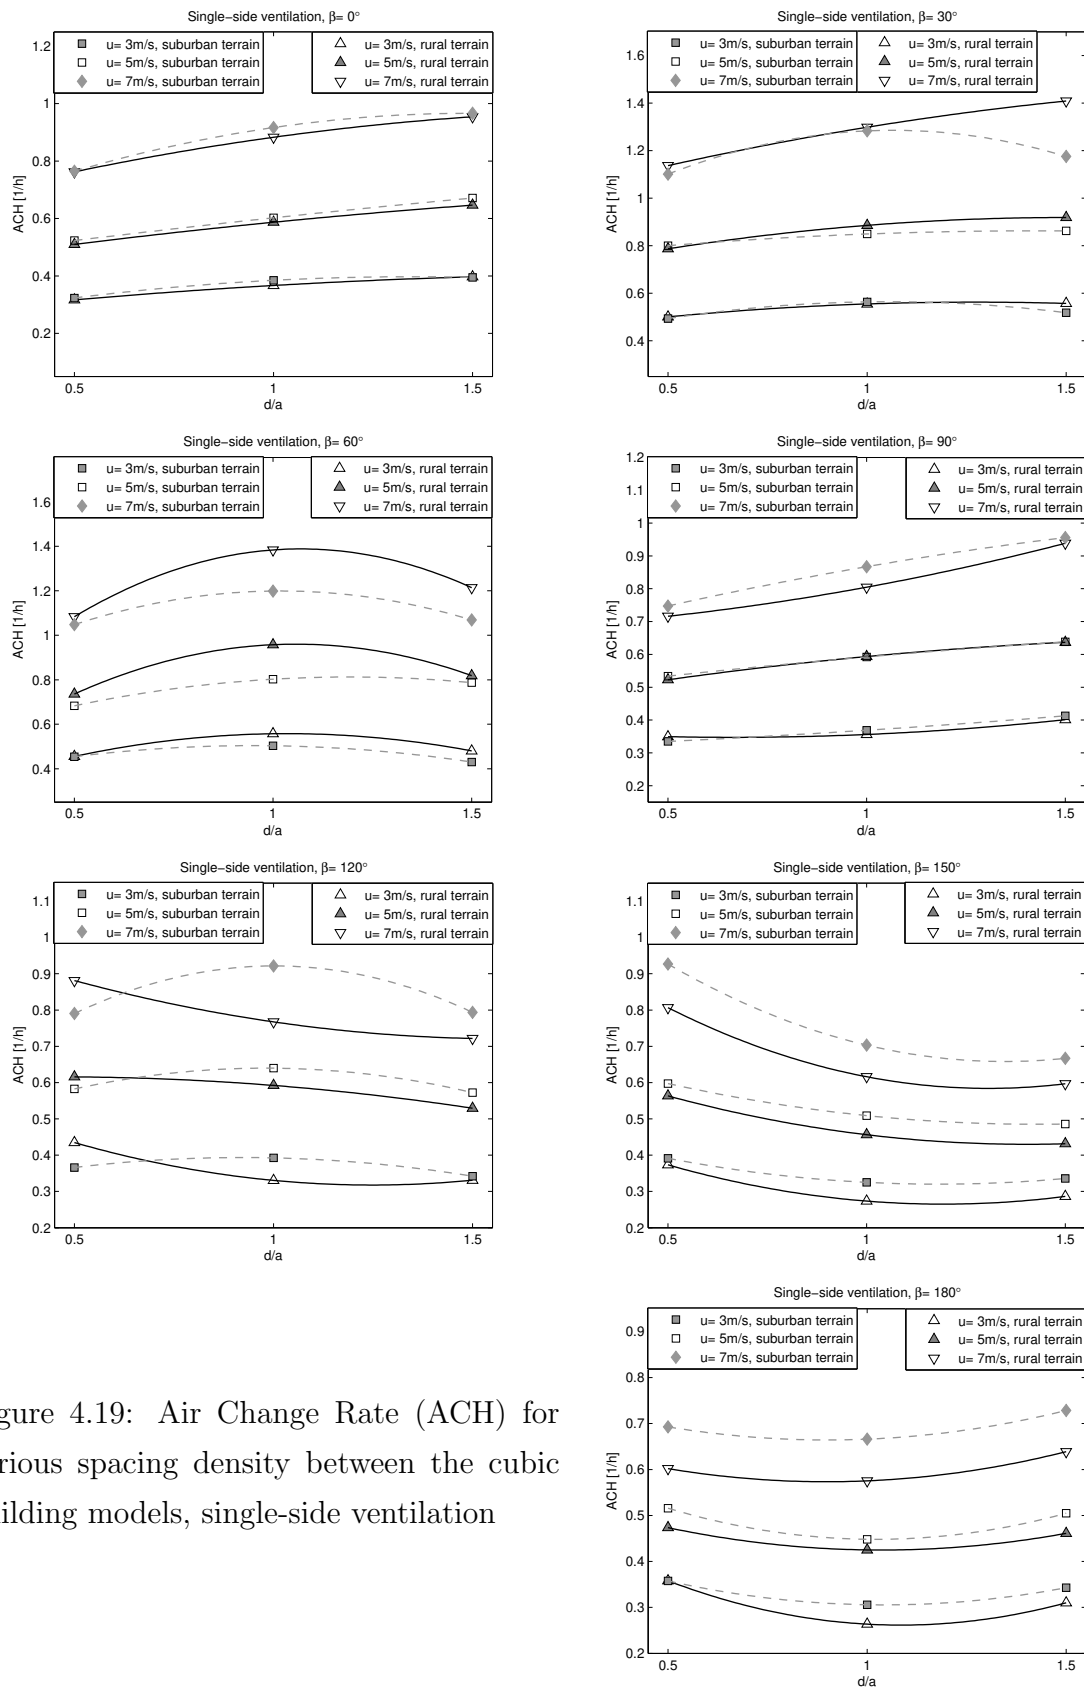 Single−side ventilation, β= 0°
u= 3m/s, suburban terrain
u= 5m/s, suburban terrain
u= 7m/s, suburban terrain
u= 3m/s, rural terrain
u= 5m/s, rural terrain
u= 7m/s, rural terrain
1.2
1
0.8
0.6
0.4
0.2
ACH [1/h]
0.5 1 1.5
d/a
Single−side ventilation, β= 30°
u= 3m/s, suburban terrain
u= 5m/s, suburban terrain
u= 7m/s, suburban terrain
u= 3m/s, rural terrain
u= 5m/s, rural terrain
u= 7m/s, rural terrain
1.6
1.4
1.2
1
0.8
0.6
0.4
ACH [1/h]
0.5 1 1.5
d/a
Single−side ventilation, β= 60°
u= 3m/s, suburban terrain
u= 5m/s, suburban terrain
u= 7m/s, suburban terrain
u= 3m/s, rural terrain
u= 5m/s, rural terrain
u= 7m/s, rural terrain
1.6
1.4
1.2
1
0.8
0.6
0.4
ACH [1/h]
0.5 1 1.5
d/a
Single−side ventilation, β= 90°
u= 3m/s, suburban terrain
u= 5m/s, suburban terrain
u= 7m/s, suburban terrain
u= 3m/s, rural terrain
u= 5m/s, rural terrain
u= 7m/s, rural terrain
1.2
1.1
1
0.9
0.8
0.7
0.6
0.5
0.4
0.3
0.2
ACH [1/h]
0.5 1 1.5
d/a
Single−side ventilation, β= 120°
u= 3m/s, suburban terrain
u= 5m/s, suburban terrain
u= 7m/s, suburban terrain
u= 3m/s, rural terrain
u= 5m/s, rural terrain
u= 7m/s, rural terrain
1.1
1
0.9
0.8
0.7
0.6
0.5
0.4
0.3
0.2
ACH [1/h]
0.5 1 1.5
d/a
Single−side ventilation, β= 150°
u= 3m/s, suburban terrain
u= 5m/s, suburban terrain
u= 7m/s, suburban terrain
u= 3m/s, rural terrain
u= 5m/s, rural terrain
u= 7m/s, rural terrain
1.1
1
0.9
0.8
0.7
0.6
0.5
0.4
0.3
0.2
ACH [1/h]
0.5 1 1.5
d/a
Single−side ventilation, β= 180°
u= 3m/s, suburban terrain
u= 5m/s, suburban terrain
u= 7m/s, suburban terrain
u= 3m/s, rural terrain
u= 5m/s, rural terrain
u= 7m/s, rural terrain
0.9
0.8
0.7
0.6
0.5
0.4
0.3
0.2
ACH [1/h]
0.5 1 1.5
d/a
gure 4.19: Air Change Rate (ACH) for
rious spacing density between the cubic
ilding models, single-side ventilation